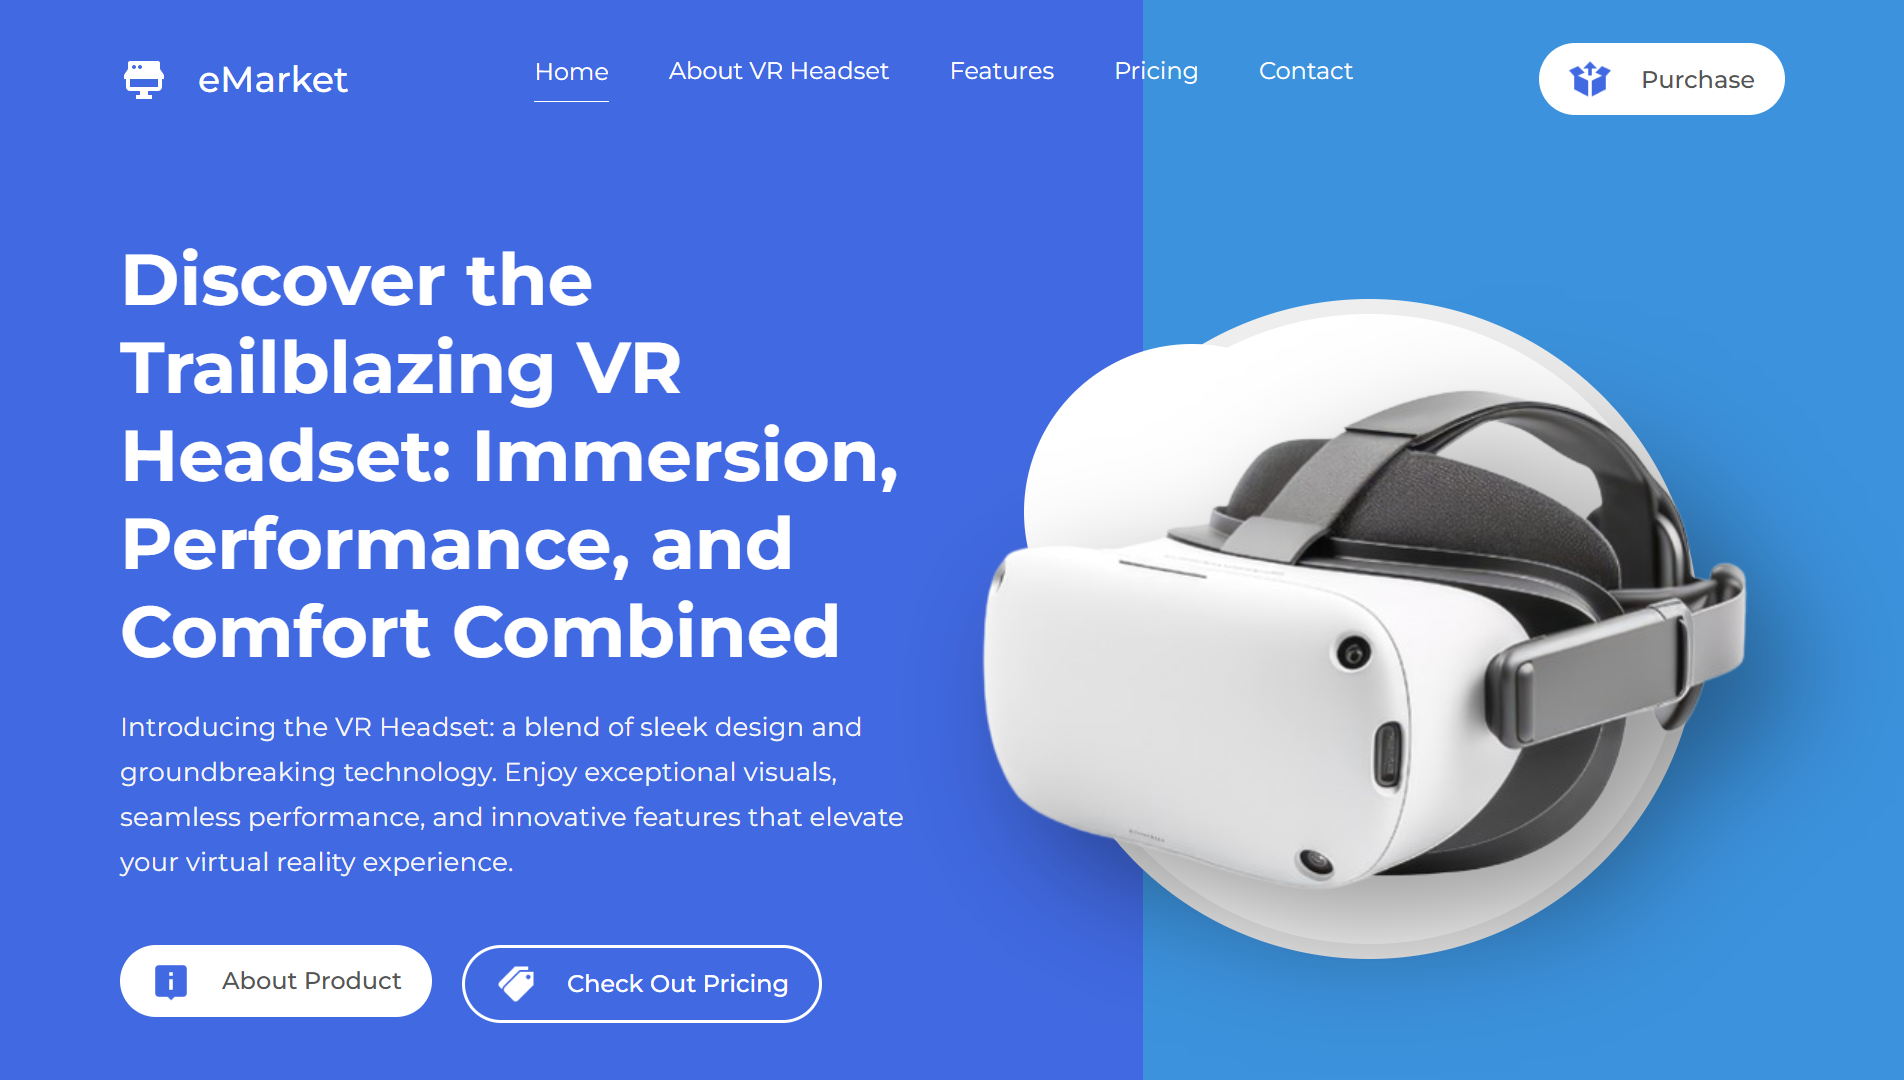 eMarket
Home
About VR Headset
Features
Pricing
Contact
Purchase
Discover the
Trailblazing VR
Headset: Immersion,
Performance, and
Comfort Combined
Introducing the VR Headset: a blend of sleek design and
groundbreaking technology. Enjoy exceptional visuals,
seamless performance, and innovative features that elevate
your virtual reality experience.
About Product
Check Out Pricing